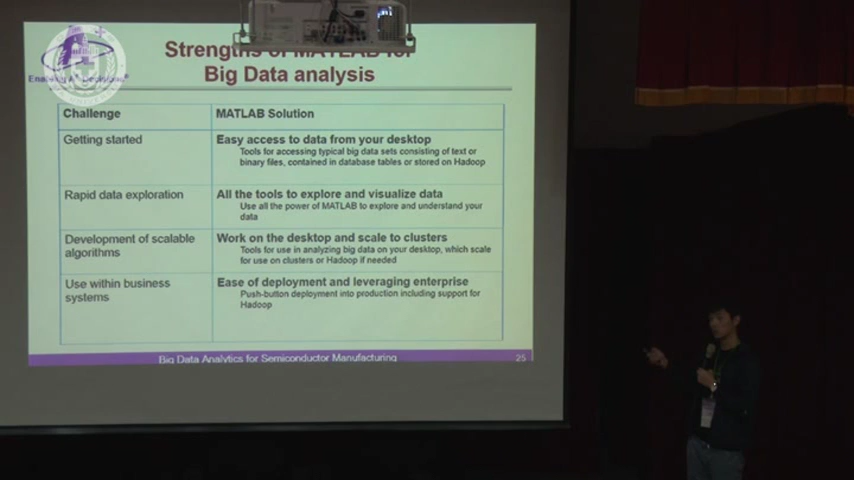 Strengths of MATLAB for
Big Data analysis
Challenge
MATLAB Solution
Getting started
Easy access to data from your desktop
Tools for accessing typical big data sets consisting of text or
binary files, contained in database tables or stored on Hadoop
Rapid data exploration
All the tools to explore and visualize data
Use all the power of MATLAB to explore and understand your
data
Development of scalable
algorithms
Work on the desktop and scale to clusters
Tools for use in analyzing big data on your desktop, which scale
for use on clusters or Hadoop if needed
Use within business
systems
Ease of deployment and leveraging enterprise
Push-button deployment into production including support for
Hadoop
Big Data Analytics for Semiconductor Manufacturing
25